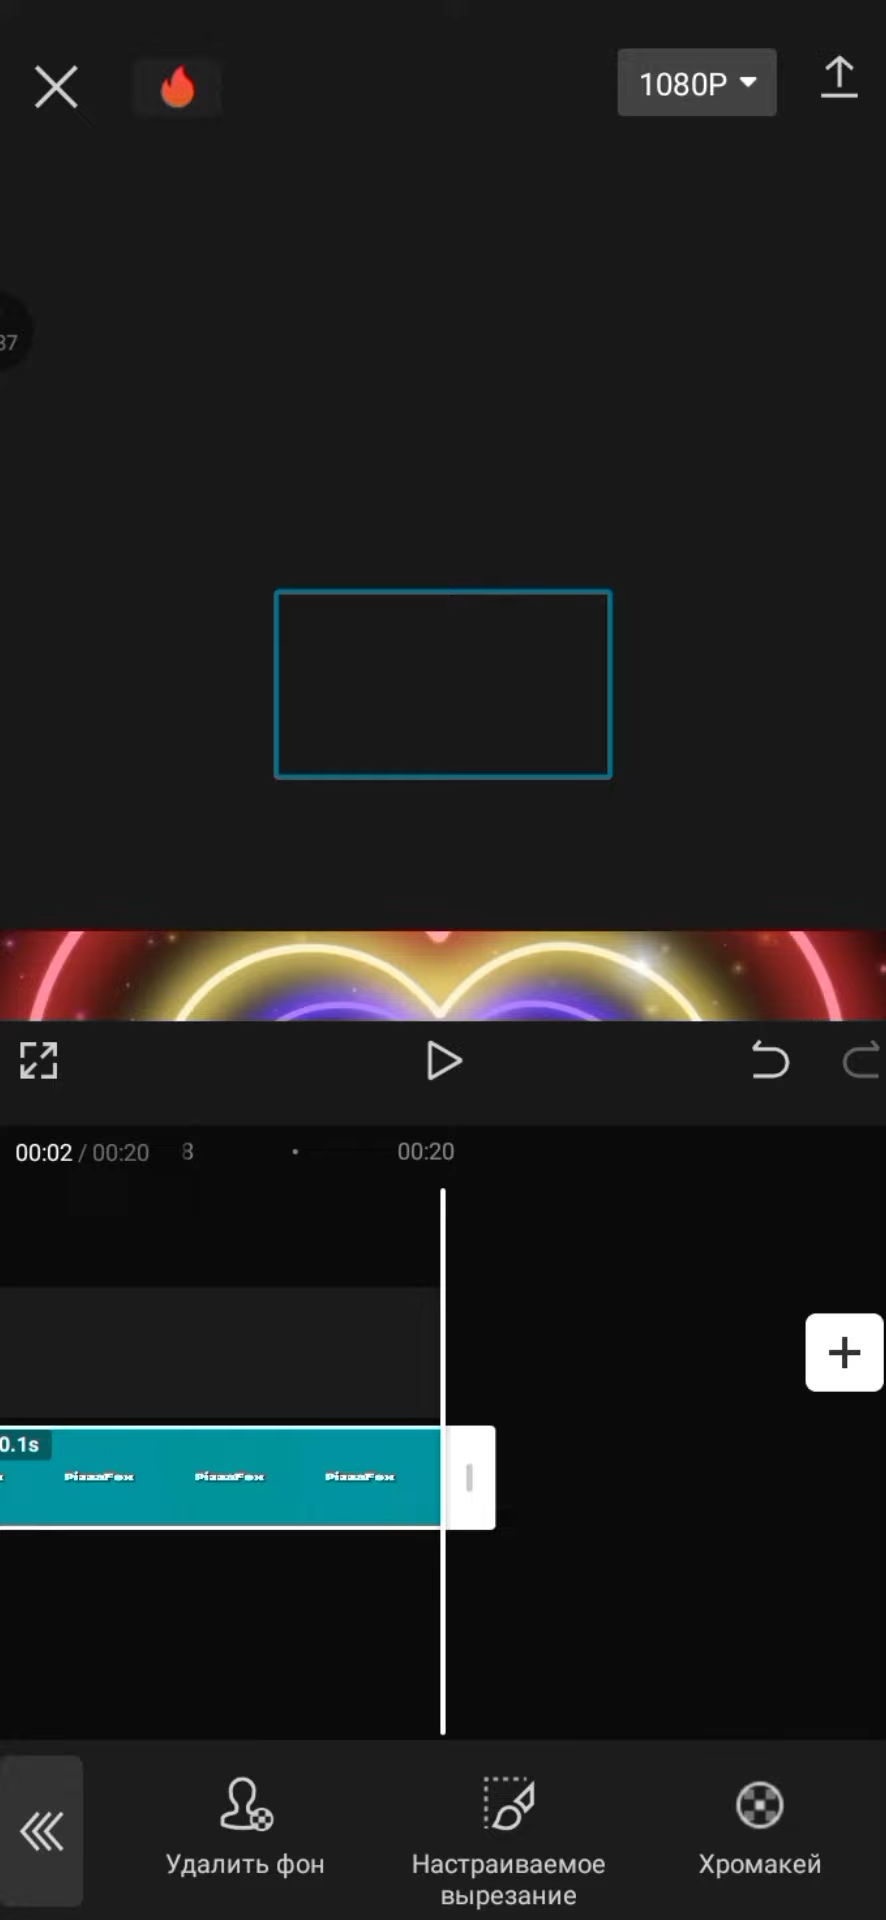 1080P
37
00:02 / 00:20
8
00:20
0.1s
PizzaFox PizzaFox PizzaFox
Удалить фон
Настраиваемое
вырезание
Хромакей